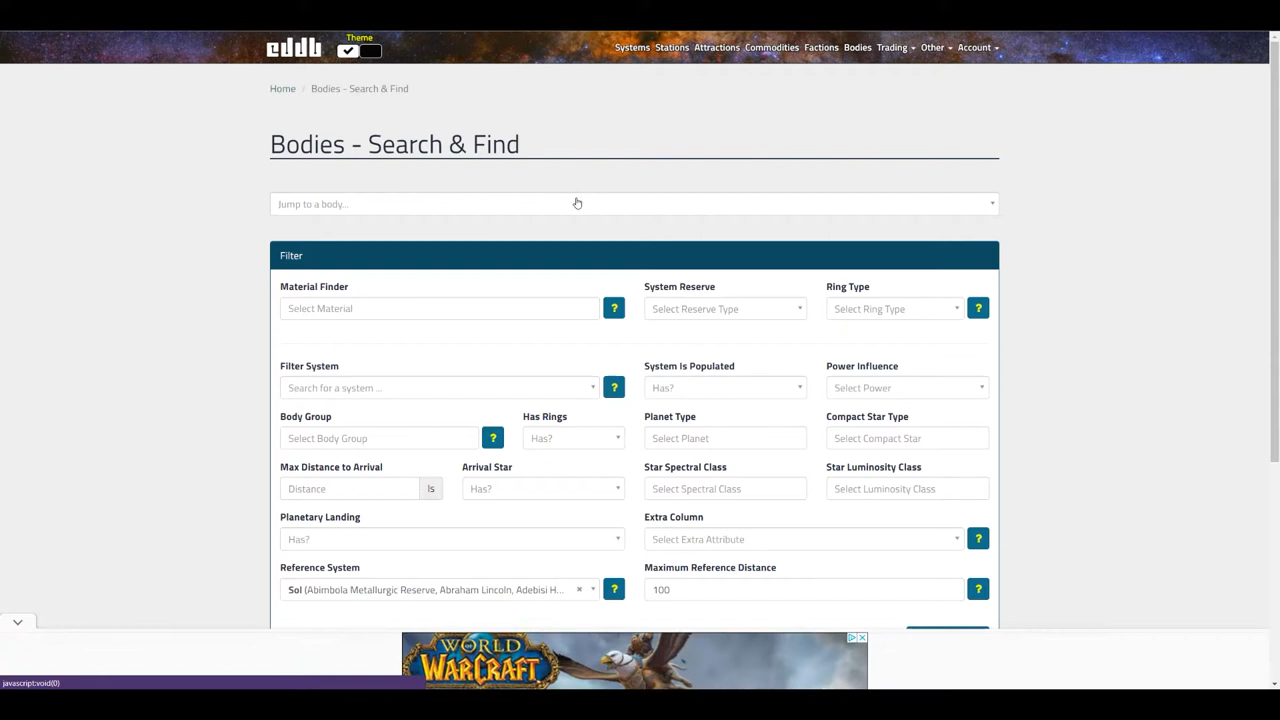 eddb
Theme
Systems Stations Attractions Commodities Factions Bodies Trading Other Account
Home / Bodies - Search & Find
Bodies - Search & Find
Jump to a body...
Filter
Material Finder System Reserve Ring Type
Select Material ? Select Reserve Type Select Ring Type ?
Filter System System Is Populated Power Influence
Search for a system ... ? Has? Select Power
Body Group Has Rings Planet Type Compact Star Type
Select Body Group ? Has? Select Planet Select Compact Star
Max Distance to Arrival Arrival Star Star Spectral Class Star Luminosity Class
Distance ls Has? Select Spectral Class Select Luminosity Class
Planetary Landing Extra Column
Has? Select Extra Attribute ?
Reference System Maximum Reference Distance
Sol (Abimbola Metallurgic Reserve, Abraham Lincoln, Adebisi H... × ? 100 ?
WORLD
OF
WARCRAFT
javascript:void(0)